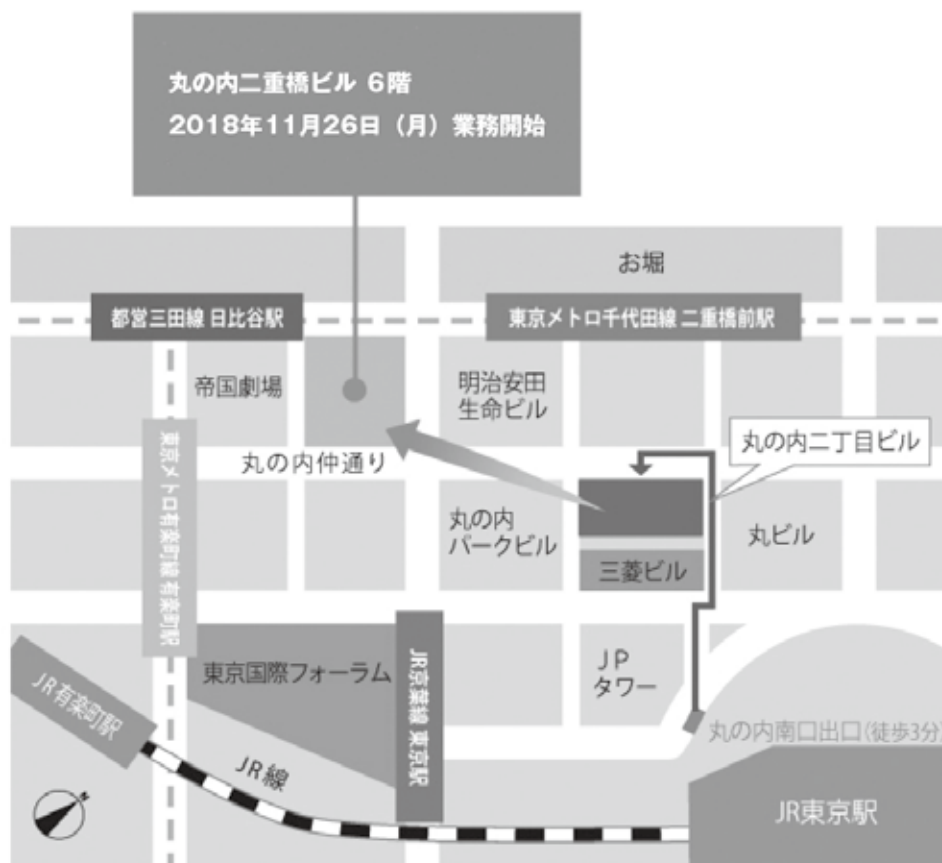 丸の内二重橋ビル 6階
2018年11月26日（月）業務開始
お堀
都営三田線 日比谷駅
東京メトロ千代田線 二重橋前駅
帝国劇場
明治安田
生命ビル
丸の内二丁目ビル
丸の内仲通り
東京メトロ有楽町線 有楽町駅
丸の内
パークビル
丸ビル
三菱ビル
東京国際フォーラム
JR京葉線 東京駅
JP
タワー
JR有楽町駅
丸の内南口出口(徒歩3分)
JR線
JR東京駅
N